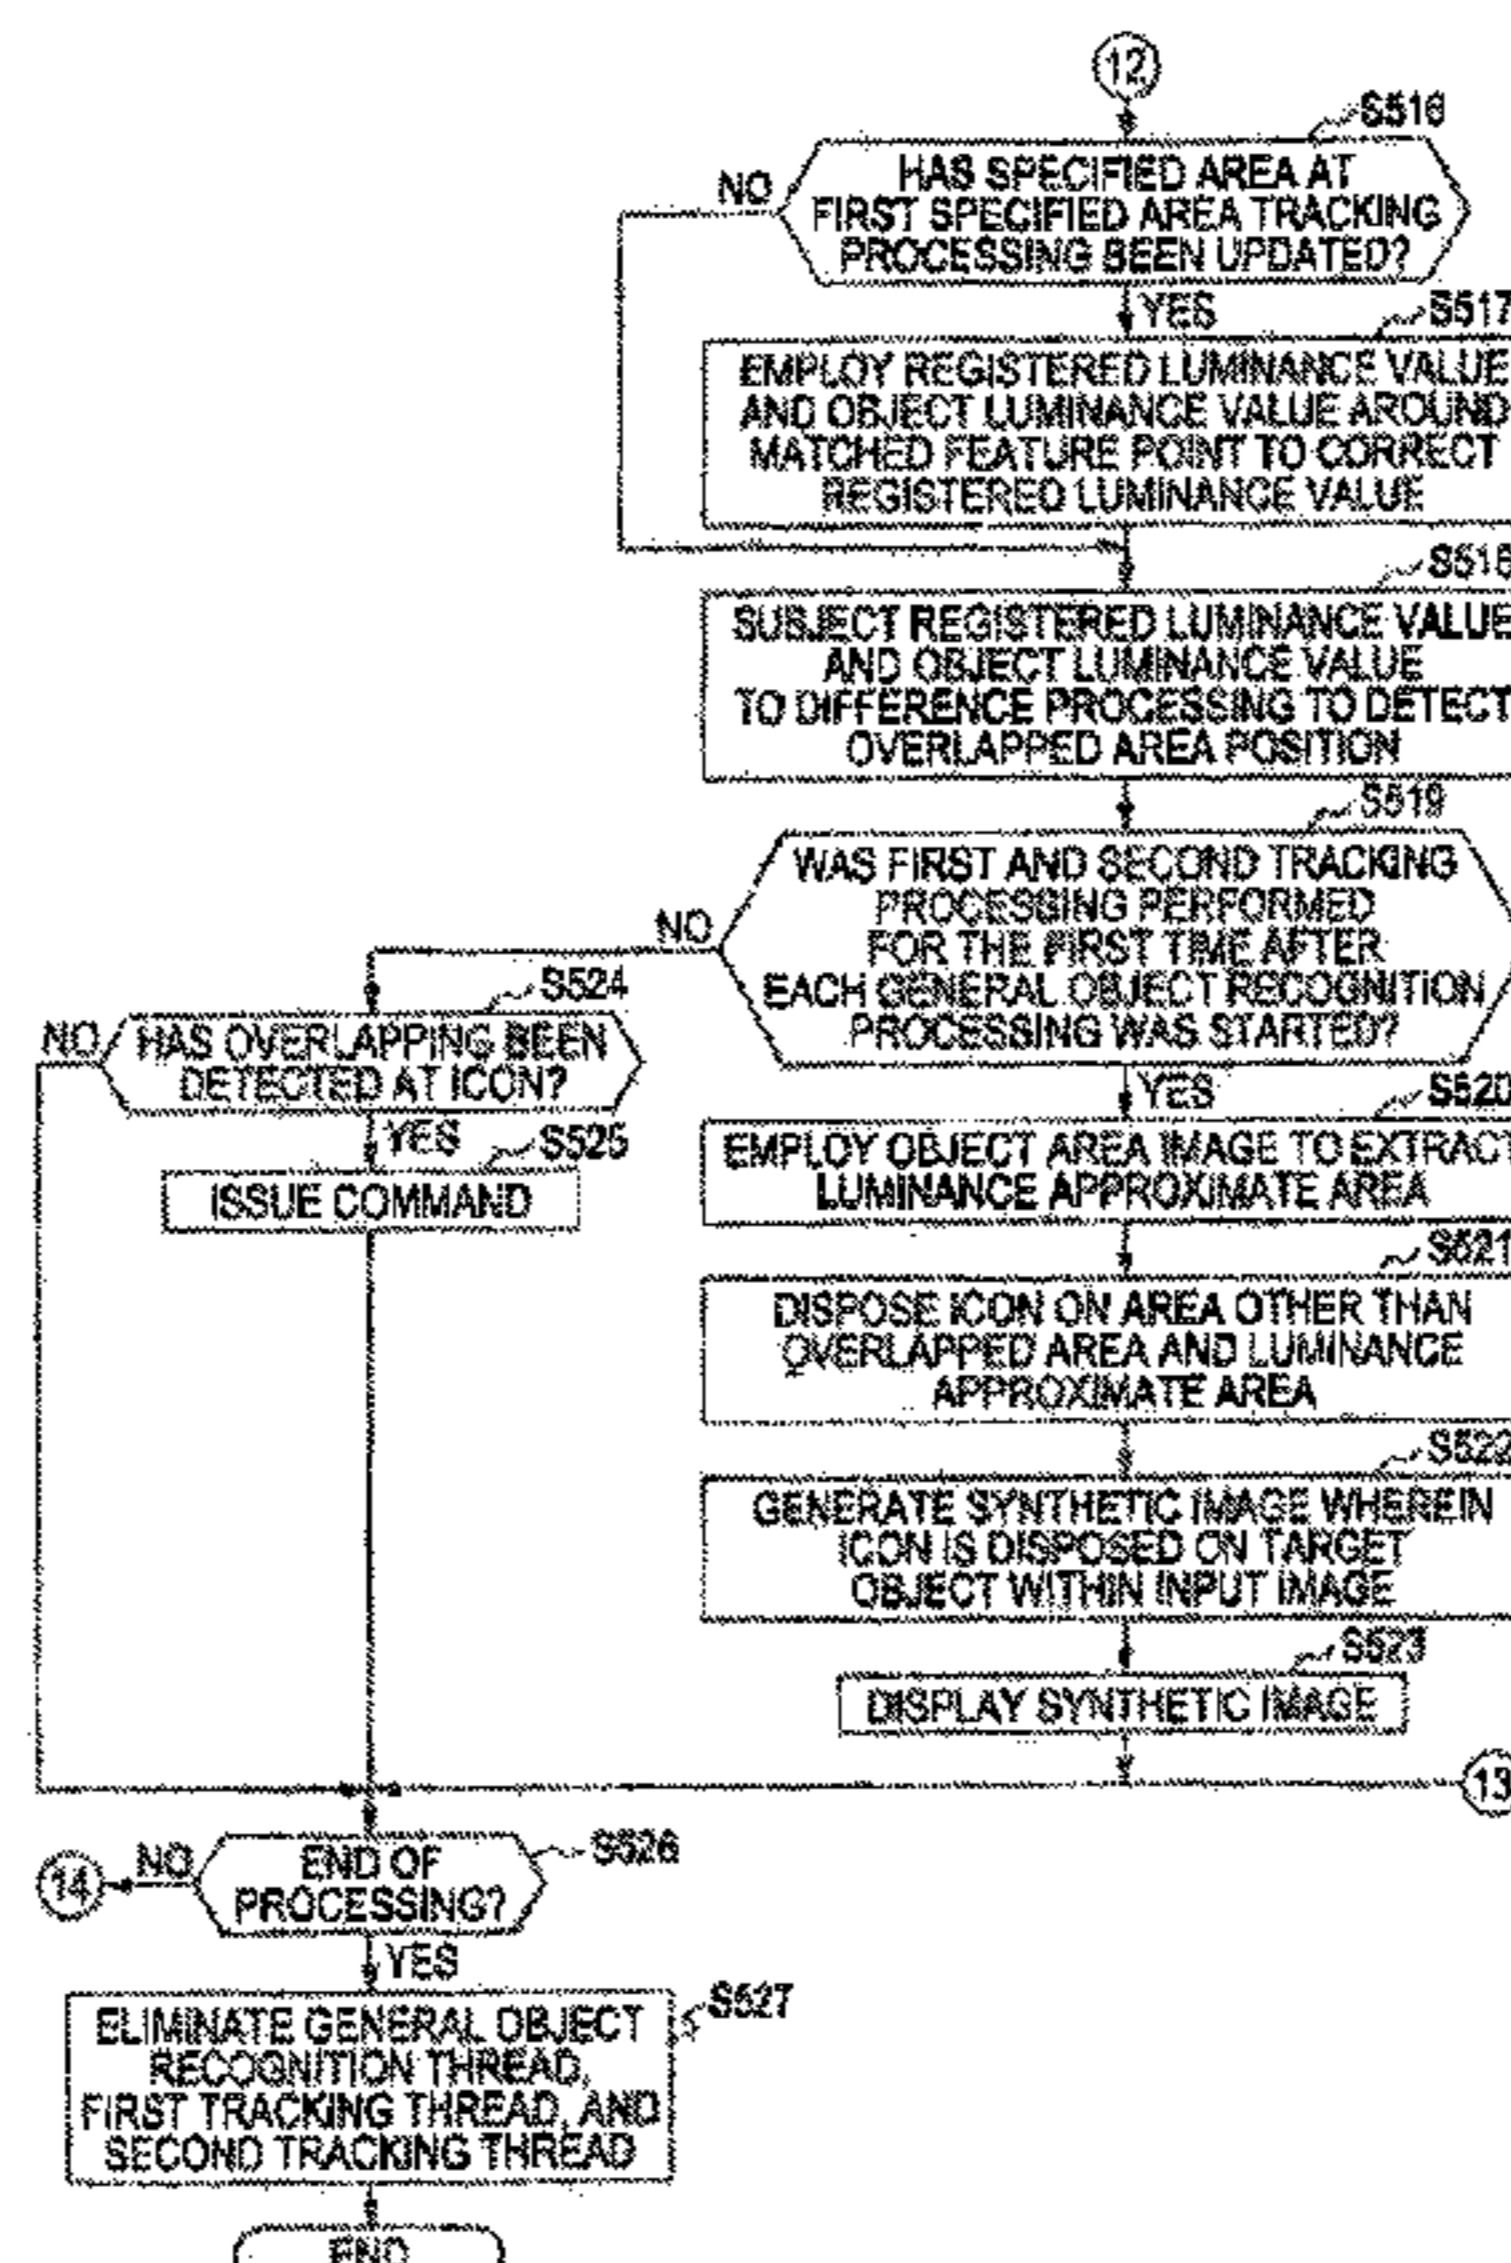 12
S516
HAS SPECIFIED AREA AT
FIRST SPECIFIED AREA TRACKING
PROCESSING BEEN UPDATED?
NO
YES
S517
EMPLOY REGISTERED LUMINANCE VALUE
AND OBJECT LUMINANCE VALUE AROUND
MATCHED FEATURE POINT TO CORRECT
REGISTERED LUMINANCE VALUE
S518
SUBJECT REGISTERED LUMINANCE VALUE
AND OBJECT LUMINANCE VALUE
TO DIFFERENCE PROCESSING TO DETECT
OVERLAPPED AREA POSITION
S519
WAS FIRST AND SECOND TRACKING
PROCESSING PERFORMED
FOR THE FIRST TIME AFTER
EACH GENERAL OBJECT RECOGNITION
PROCESSING WAS STARTED?
NO
YES
S524
HAS OVERLAPPING BEEN
DETECTED AT ICON?
NO
YES
S525
ISSUE COMMAND
S520
EMPLOY OBJECT AREA IMAGE TO EXTRACT
LUMINANCE APPROXIMATE AREA
S521
DISPOSE ICON ON AREA OTHER THAN
OVERLAPPED AREA AND LUMINANCE
APPROXIMATE AREA
S522
GENERATE SYNTHETIC IMAGE WHEREIN
ICON IS DISPOSED ON TARGET
OBJECT WITHIN INPUT IMAGE
S523
DISPLAY SYNTHETIC IMAGE
13
S526
END OF
PROCESSING?
NO
14
YES
S527
ELIMINATE GENERAL OBJECT
RECOGNITION THREAD,
FIRST TRACKING THREAD, AND
SECOND TRACKING THREAD
END